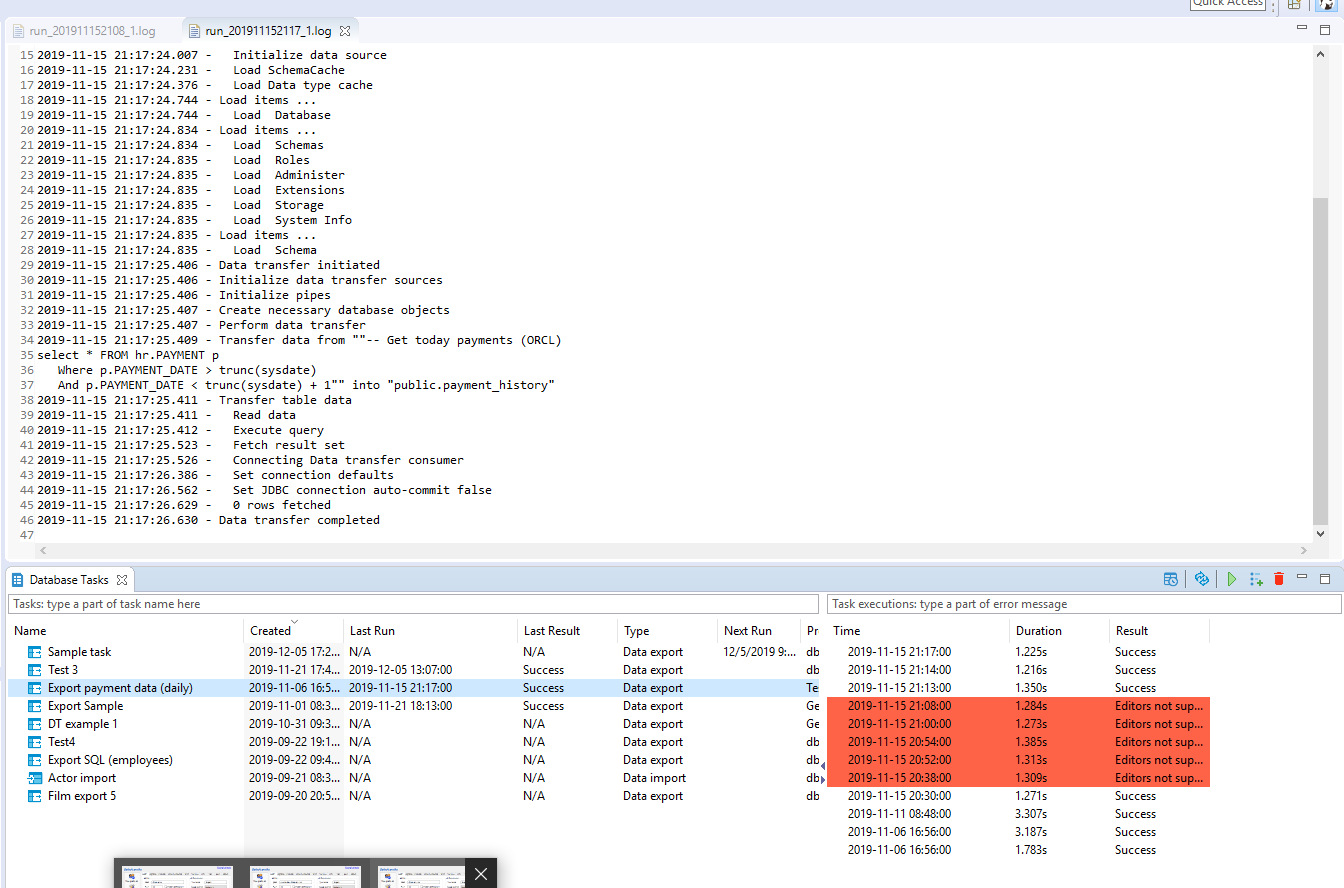 Quick Access
run_201911152108_1.log
run_201911152117_1.log
15 2019-11-15 21:17:24.007 -   Initialize data source
16 2019-11-15 21:17:24.231 -   Load SchemaCache
17 2019-11-15 21:17:24.376 -   Load Data type cache
18 2019-11-15 21:17:24.744 - Load items ...
19 2019-11-15 21:17:24.744 -   Load  Database
20 2019-11-15 21:17:24.834 - Load items ...
21 2019-11-15 21:17:24.834 -   Load  Schemas
22 2019-11-15 21:17:24.835 -   Load  Roles
23 2019-11-15 21:17:24.835 -   Load  Administer
24 2019-11-15 21:17:24.835 -   Load  Extensions
25 2019-11-15 21:17:24.835 -   Load  Storage
26 2019-11-15 21:17:24.835 -   Load  System Info
27 2019-11-15 21:17:24.835 - Load items ...
28 2019-11-15 21:17:24.835 -   Load  Schema
29 2019-11-15 21:17:25.406 - Data transfer initiated
30 2019-11-15 21:17:25.406 - Initialize data transfer sources
31 2019-11-15 21:17:25.406 - Initialize pipes
32 2019-11-15 21:17:25.407 - Create necessary database objects
33 2019-11-15 21:17:25.407 - Perform data transfer
34 2019-11-15 21:17:25.409 - Transfer data from ""-- Get today payments (ORCL)
35 select * FROM hr.PAYMENT p
36    Where p.PAYMENT_DATE > trunc(sysdate)
37    And p.PAYMENT_DATE < trunc(sysdate) + 1"" into "public.payment_history"
38 2019-11-15 21:17:25.411 - Transfer table data
39 2019-11-15 21:17:25.411 -   Read data
40 2019-11-15 21:17:25.412 -   Execute query
41 2019-11-15 21:17:25.523 -   Fetch result set
42 2019-11-15 21:17:25.526 -   Connecting Data transfer consumer
43 2019-11-15 21:17:26.386 -   Set connection defaults
44 2019-11-15 21:17:26.562 -   Set JDBC connection auto-commit false
45 2019-11-15 21:17:26.629 -   0 rows fetched
46 2019-11-15 21:17:26.630 - Data transfer completed
47
Database Tasks
Tasks: type a part of task name here
Name Created Last Run Last Result Type Next Run Pr
Sample task 2019-12-05 17:2... N/A N/A Data export 12/5/2019 9:... db
Test 3 2019-11-21 17:4... 2019-12-05 13:07:00 Success Data export db
Export payment data (daily) 2019-11-06 16:5... 2019-11-15 21:17:00 Success Data export Te
Export Sample 2019-11-01 08:3... 2019-11-21 18:13:00 Success Data export Ge
DT example 1 2019-10-31 09:3... N/A N/A Data export Ge
Test4 2019-09-22 19:1... N/A N/A Data export db
Export SQL (employees) 2019-09-22 09:4... N/A N/A Data export db
Actor import 2019-09-21 08:3... N/A N/A Data import db
Film export 5 2019-09-20 20:5... N/A N/A Data export db
Task executions: type a part of error message
Time Duration Result
2019-11-15 21:17:00 1.225s Success
2019-11-15 21:14:00 1.216s Success
2019-11-15 21:13:00 1.350s Success
2019-11-15 21:08:00 1.284s Editors not sup...
2019-11-15 21:00:00 1.273s Editors not sup...
2019-11-15 20:54:00 1.385s Editors not sup...
2019-11-15 20:52:00 1.313s Editors not sup...
2019-11-15 20:38:00 1.309s Editors not sup...
2019-11-15 20:30:00 1.271s Success
2019-11-11 08:48:00 3.307s Success
2019-11-06 16:56:00 3.187s Success
2019-11-06 16:56:00 1.783s Success